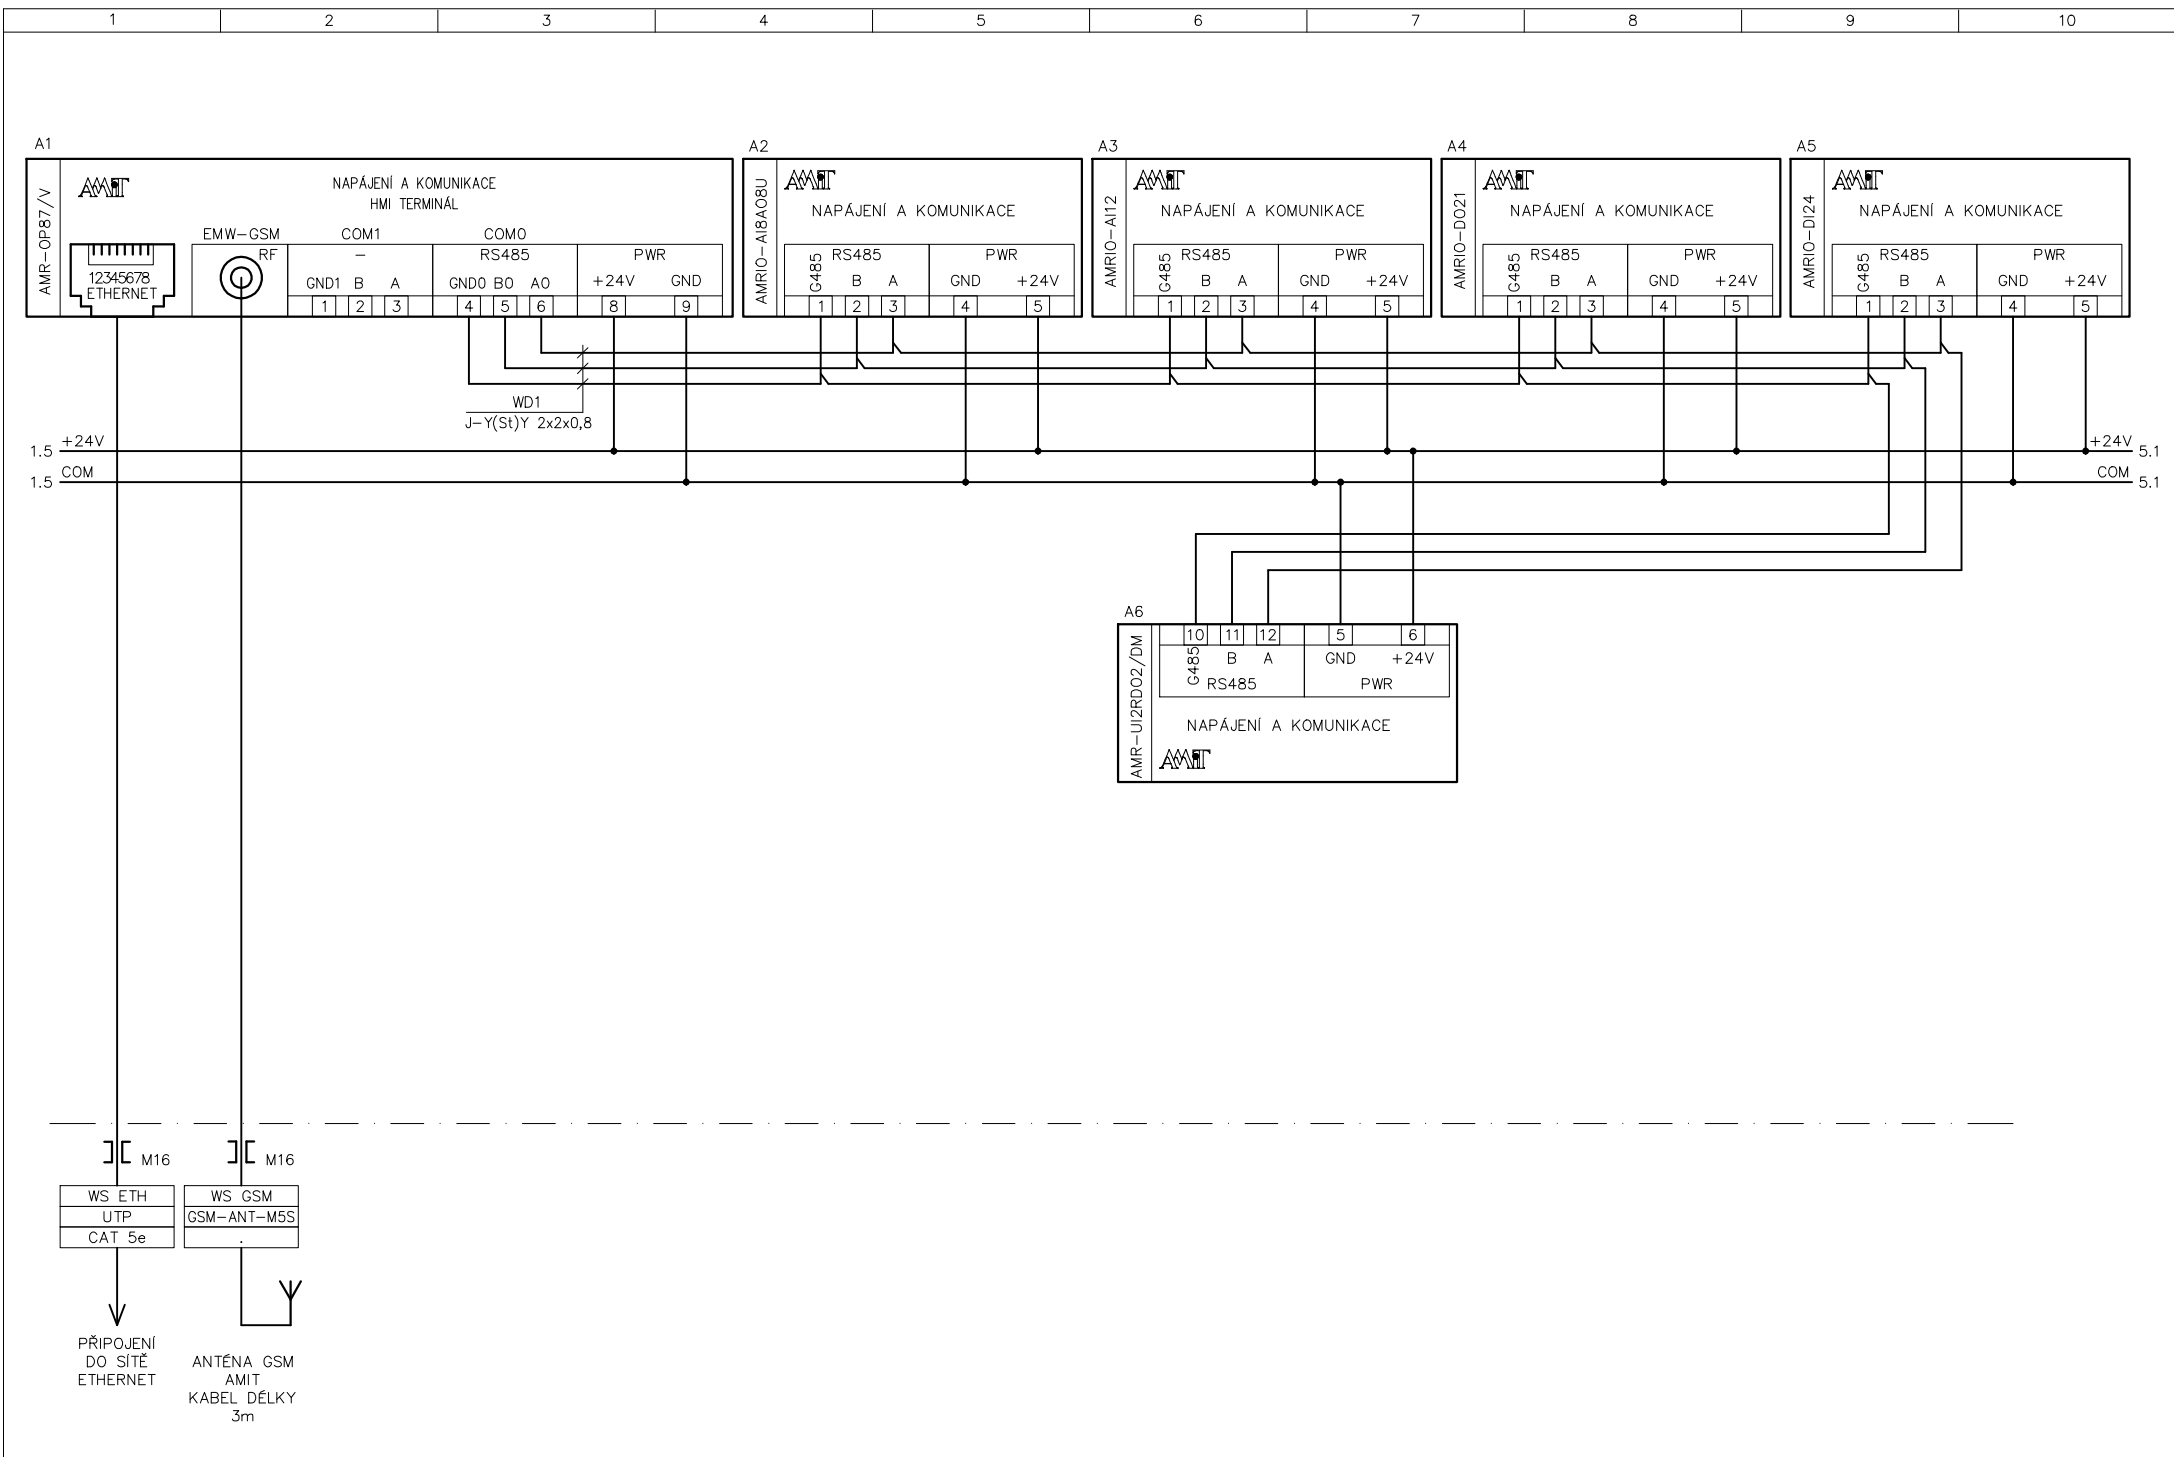 1 2 3 4 5 6 7 8 9 10
A1
AMR-OP87/V
AMiT
NAPÁJENÍ A KOMUNIKACE
HMI TERMINÁL
12345678
ETHERNET
EMW-GSM
RF
COM1
-
GND1 B A
1 2 3
COM0
RS485
GND0 B0 A0
4 5 6
PWR
+24V GND
8 9
A2
AMRIO-AI8AO8U
AMiT
NAPÁJENÍ A KOMUNIKACE
RS485 PWR
G485 B A GND +24V
1 2 3 4 5
A3
AMRIO-AI12
AMiT
NAPÁJENÍ A KOMUNIKACE
RS485 PWR
G485 B A GND +24V
1 2 3 4 5
A4
AMRIO-DO21
AMiT
NAPÁJENÍ A KOMUNIKACE
RS485 PWR
G485 B A GND +24V
1 2 3 4 5
A5
AMRIO-DI24
AMiT
NAPÁJENÍ A KOMUNIKACE
RS485 PWR
G485 B A GND +24V
1 2 3 4 5
WD1
J-Y(St)Y 2x2x0,8
1.5 +24V +24V 5.1
1.5 COM COM 5.1
A6
AMR-UI2RDO2/DM
10 11 12 5 6
G485 B A GND +24V
RS485 PWR
NAPÁJENÍ A KOMUNIKACE
AMiT
M16 M16
WS ETH
UTP
CAT 5e
WS GSM
GSM-ANT-M5S
.
PŘIPOJENÍ
DO SÍTĚ
ETHERNET
ANTÉNA GSM
AMIT
KABEL DÉLKY
3m